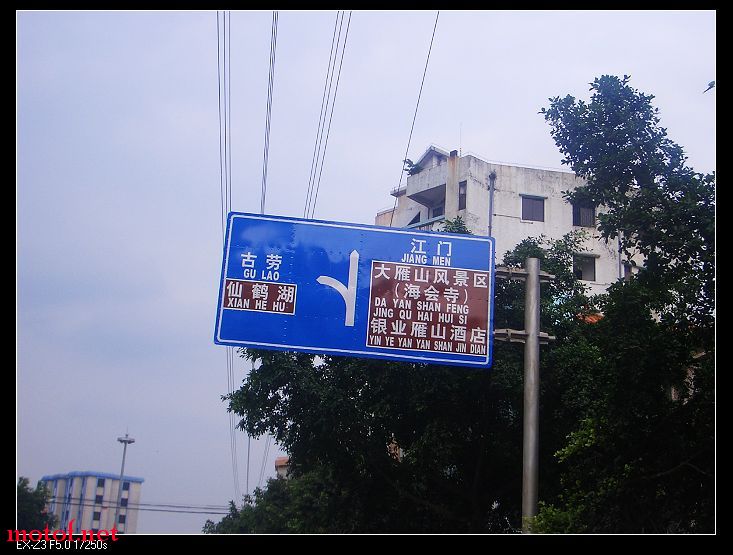 古劳
GU LAO
仙鹤湖
XIAN HE HU
江门
JIANG MEN
大雁山风景区
(海会寺)
DA YAN SHAN FENG
JING QU HAI HUI SI
银业雁山酒店
YIN YE YAN YAN SHAN JIN DIAN
motof.net
EX-Z3 F5.0 1/250s